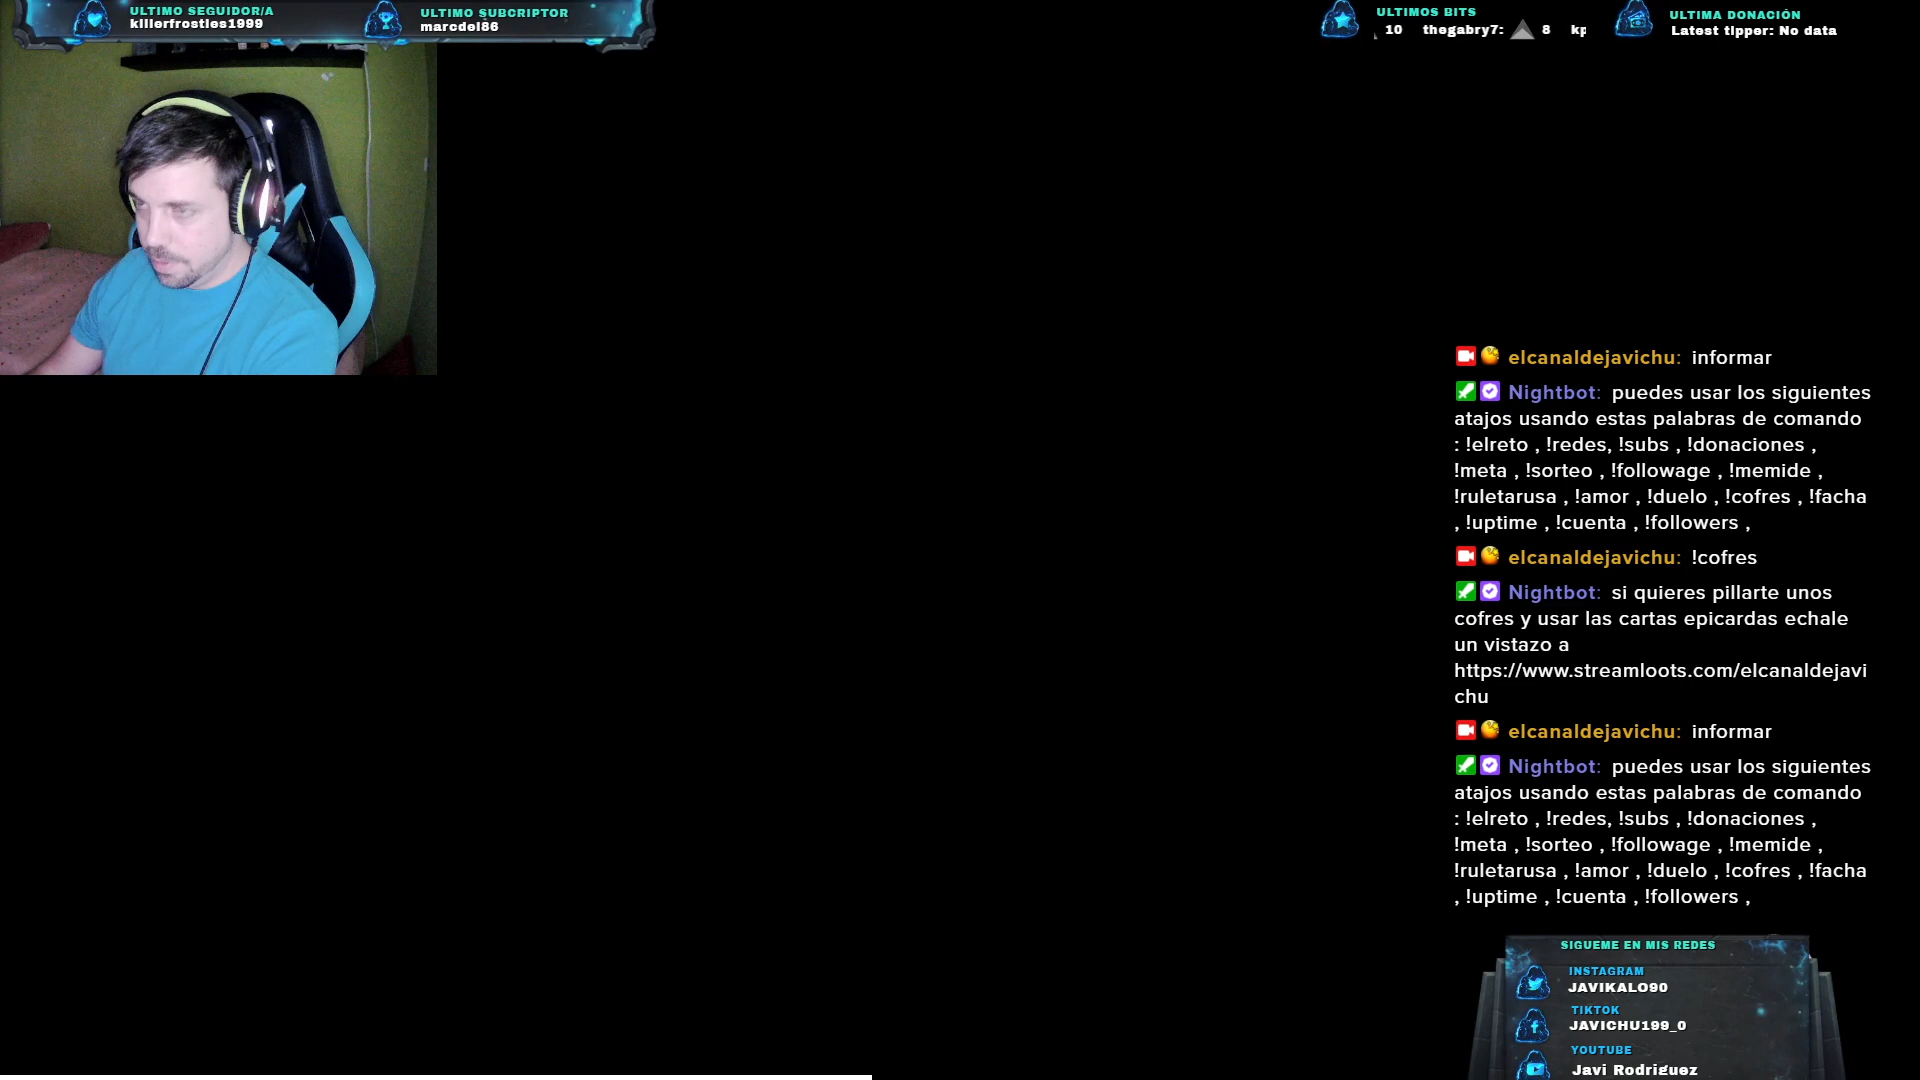 ULTIMO SEGUIDOR/A
killerfrosties1999
ULTIMO SUBCRIPTOR
marcdel86
ULTIMOS BITS
10 thegabry7: 8 kp
ULTIMA DONACIÓN
Latest tipper: No data
elcanaldejavichu: informar
Nightbot: puedes usar los siguientes
atajos usando estas palabras de comando
: !elreto , !redes, !subs , !donaciones ,
!meta , !sorteo , !followage , !memide ,
!ruletarusa , !amor , !duelo , !cofres , !facha
, !uptime , !cuenta , !followers ,
elcanaldejavichu: !cofres
Nightbot: si quieres pillarte unos
cofres y usar las cartas epicardas echale
un vistazo a
https://www.streamloots.com/elcanaldejavi
chu
elcanaldejavichu: informar
Nightbot: puedes usar los siguientes
atajos usando estas palabras de comando
: !elreto , !redes, !subs , !donaciones ,
!meta , !sorteo , !followage , !memide ,
!ruletarusa , !amor , !duelo , !cofres , !facha
, !uptime , !cuenta , !followers ,
SIGUEME EN MIS REDES
INSTAGRAM
JAVIKALO90
TIKTOK
JAVICHU199_0
YOUTUBE
Javi Rodriguez